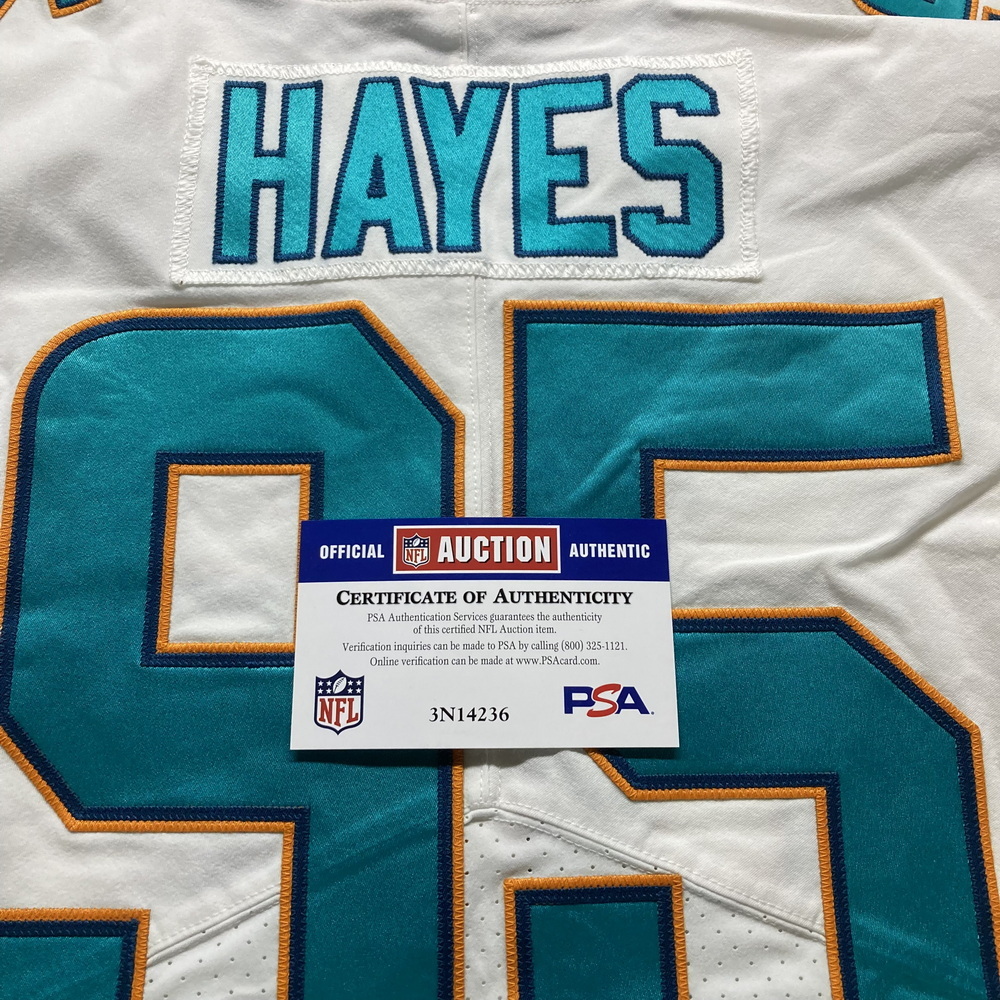 HAYES
95
OFFICIAL NFL AUCTION AUTHENTIC
CERTIFICATE OF AUTHENTICITY
PSA Authentication Services guarantees the authenticity
of this certified NFL Auction item.
Verification inquiries can be made to PSA by calling (800) 325-1121.
Online verification can be made at www.PSAcard.com.
NFL
3N14236
PSA.